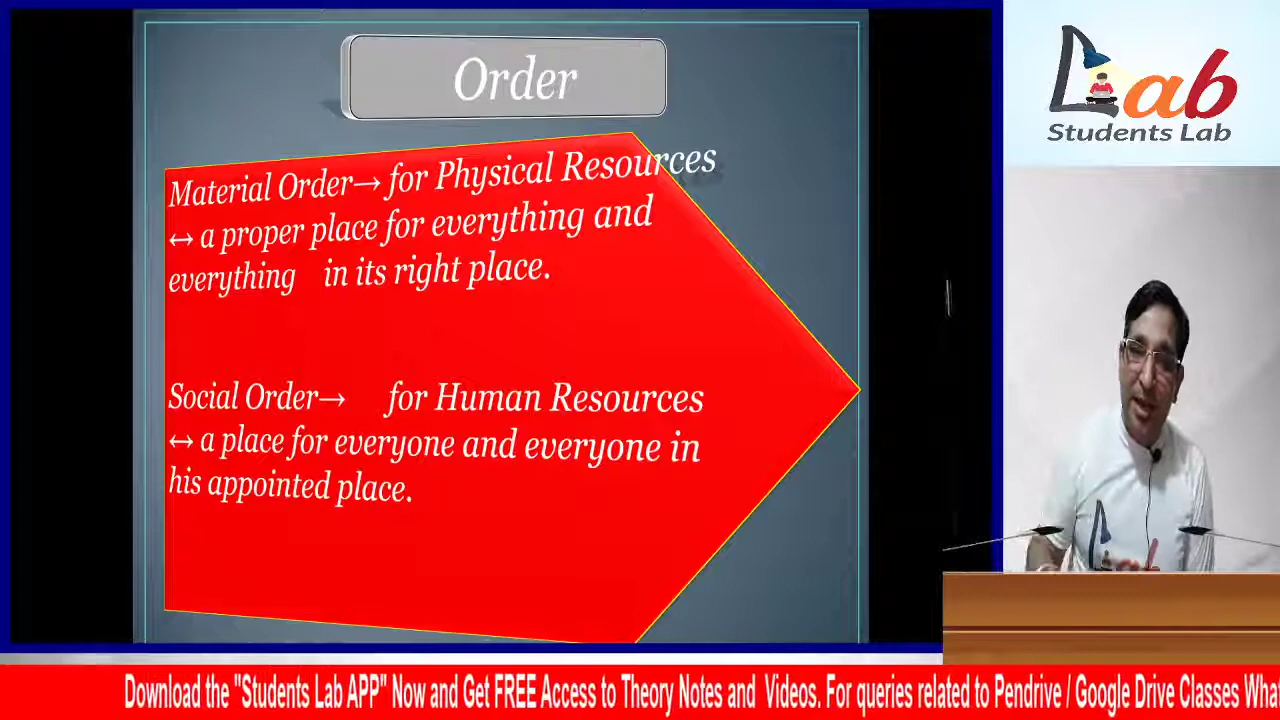 Order
Material Order→ for Physical Resources
↔ a proper place for everything and
everything in its right place.
Social Order→ for Human Resources
↔ a place for everyone and everyone in
his appointed place.
Lab
Students Lab
Download the "Students Lab APP" Now and Get FREE Access to Theory Notes and Videos. For queries related to Pendrive / Google Drive Classes